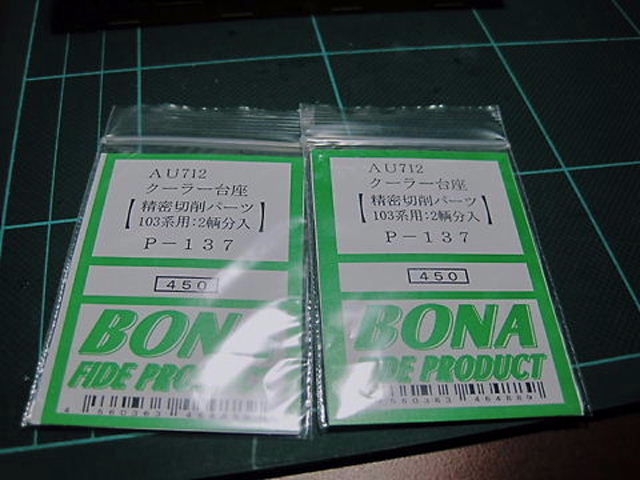 AU712
クーラー台座
【精密切削パーツ
103系用:2輌分入】
P-137
450
BONA
FIDE PRODUCT
AU712
クーラー台座
【精密切削パーツ
103系用:2輌分入】
P-137
450
BONA
FIDE PRODUCT
560363 464889